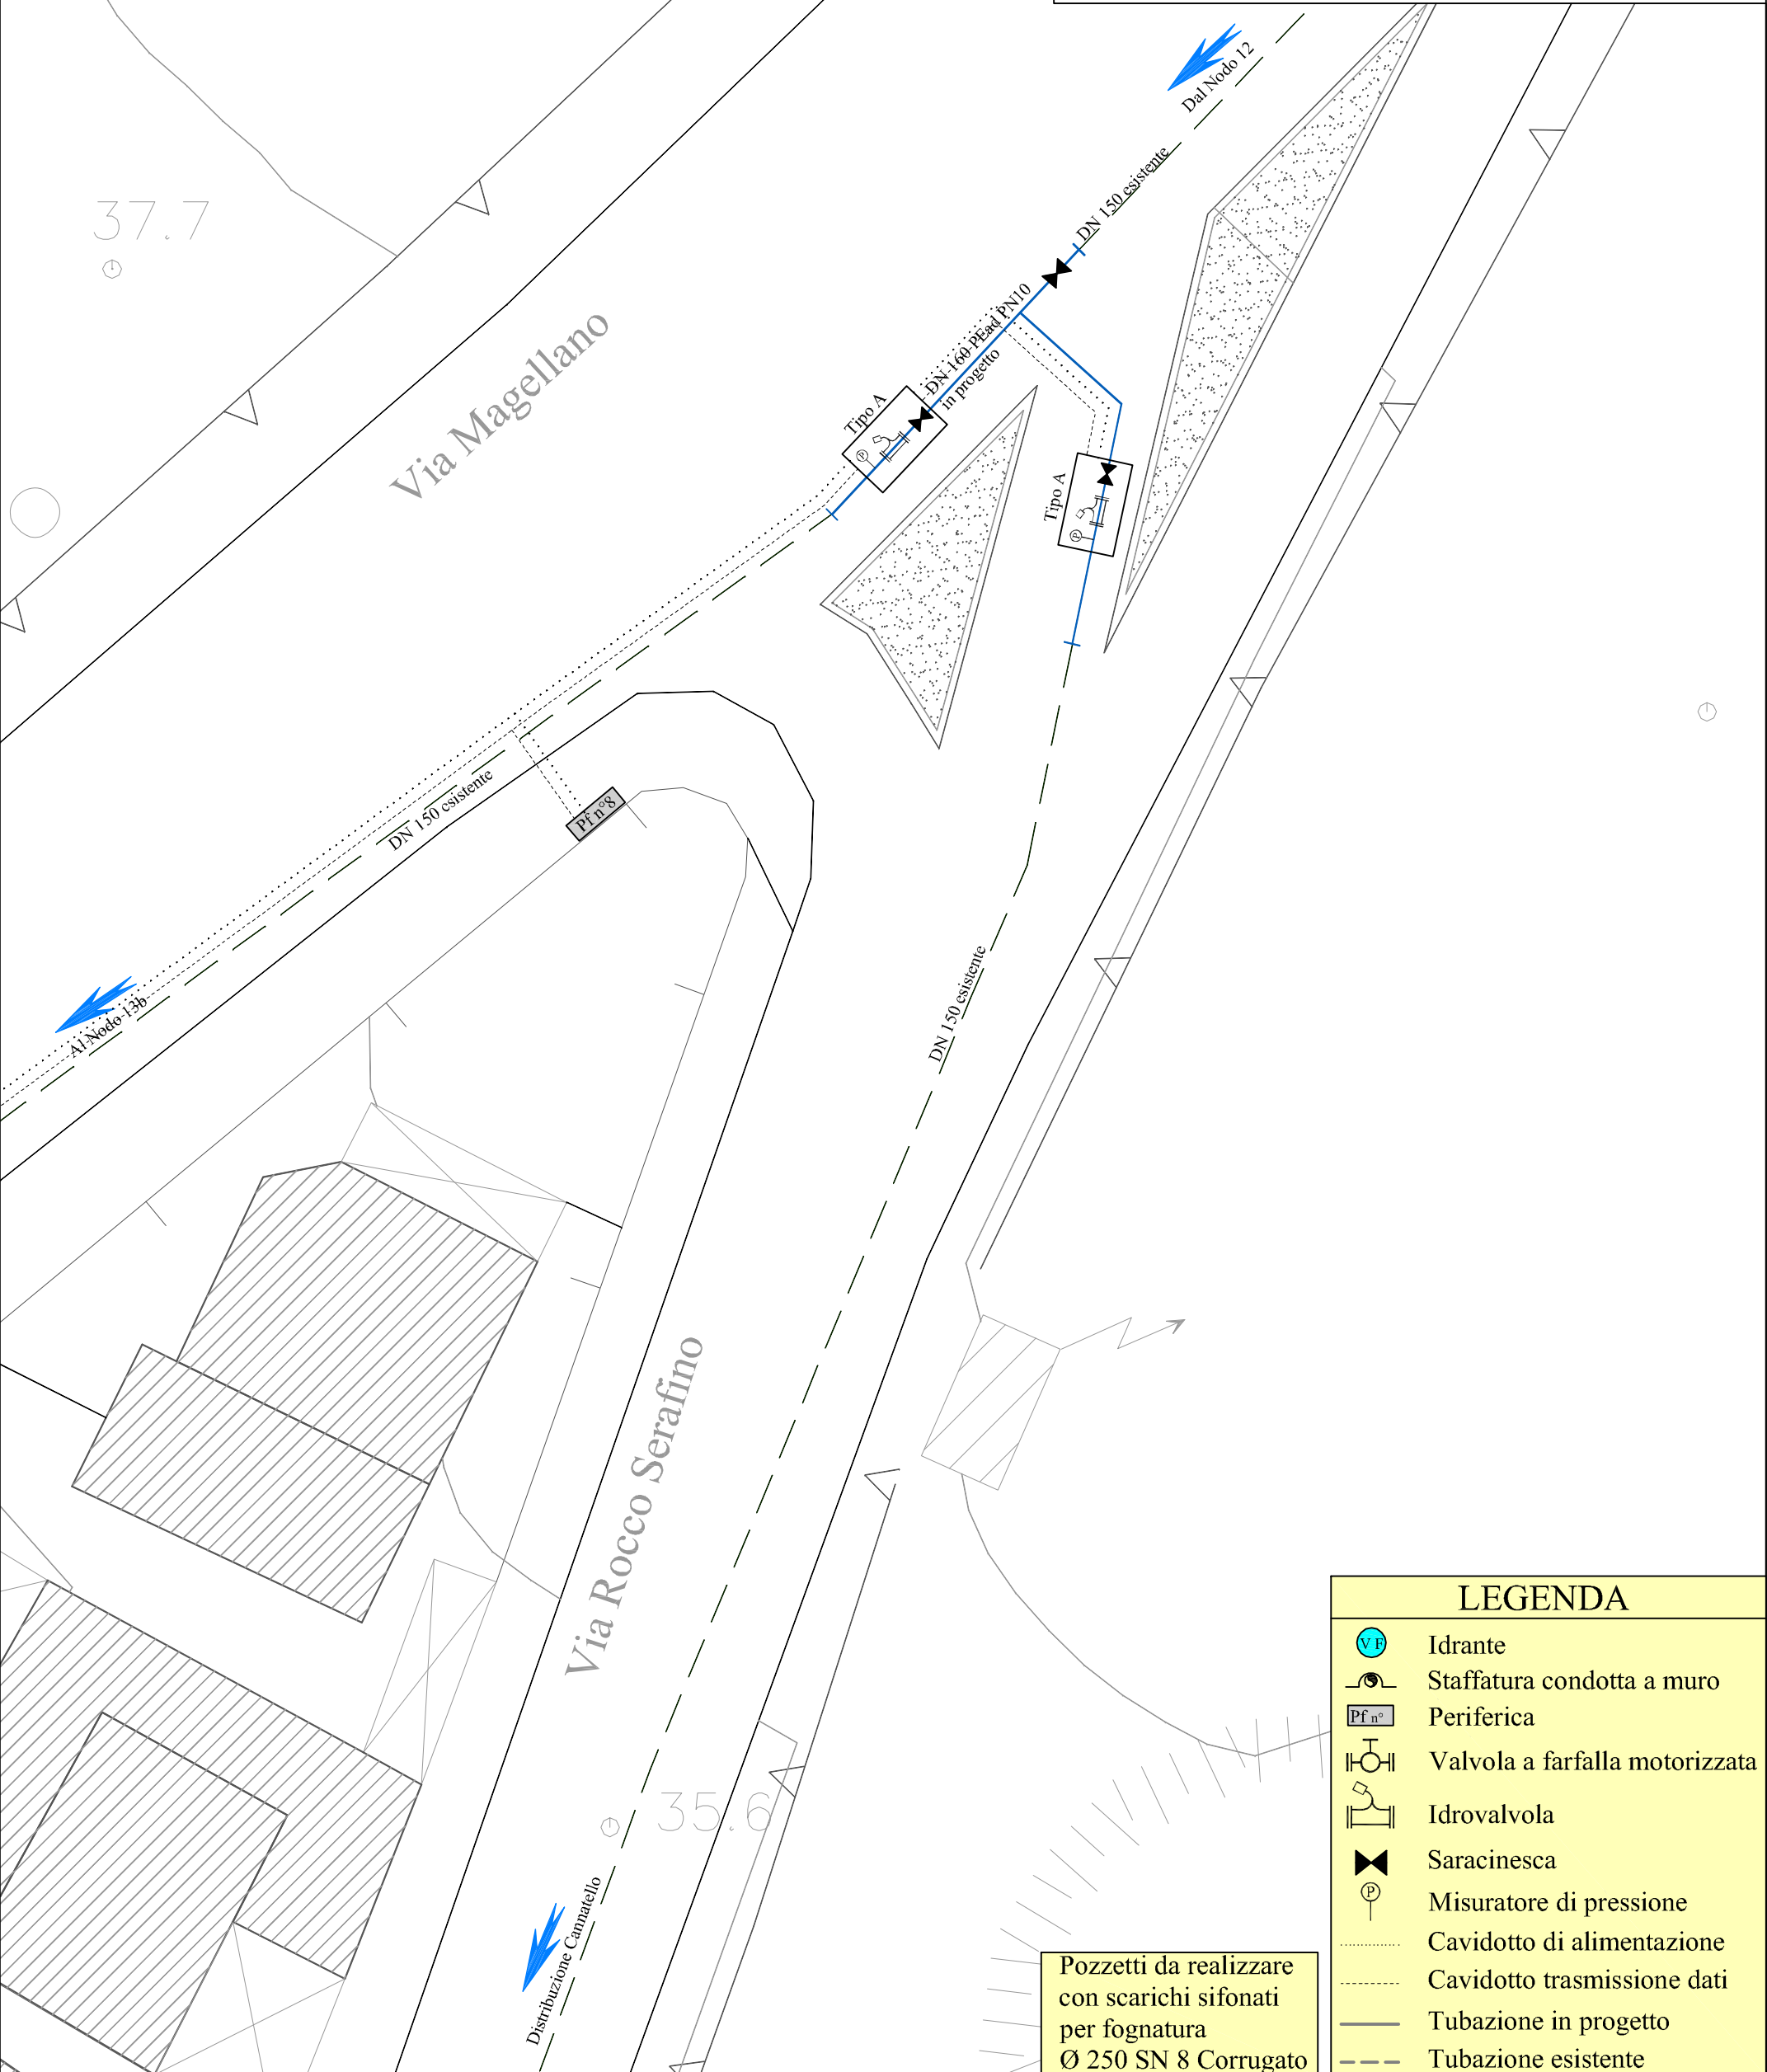 Dal Nodo 12
DN 150 esistente
37.7
DN 160 PEad PN10
in progetto
Via Magellano
Tipo A
P
Tipo A
P
DN 150 esistente
Pf n°8
DN 150 esistente
Al Nodo 13b
Via Rocco Serafino
35.6
Distribuzione Cannatello
Pozzetti da realizzare
con scarichi sifonati
per fognatura
Ø 250 SN 8 Corrugato
LEGENDA
V F Idrante
Staffatura condotta a muro
Pf n° Periferica
Valvola a farfalla motorizzata
Idrovalvola
Saracinesca
P Misuratore di pressione
Cavidotto di alimentazione
Cavidotto trasmissione dati
Tubazione in progetto
Tubazione esistente